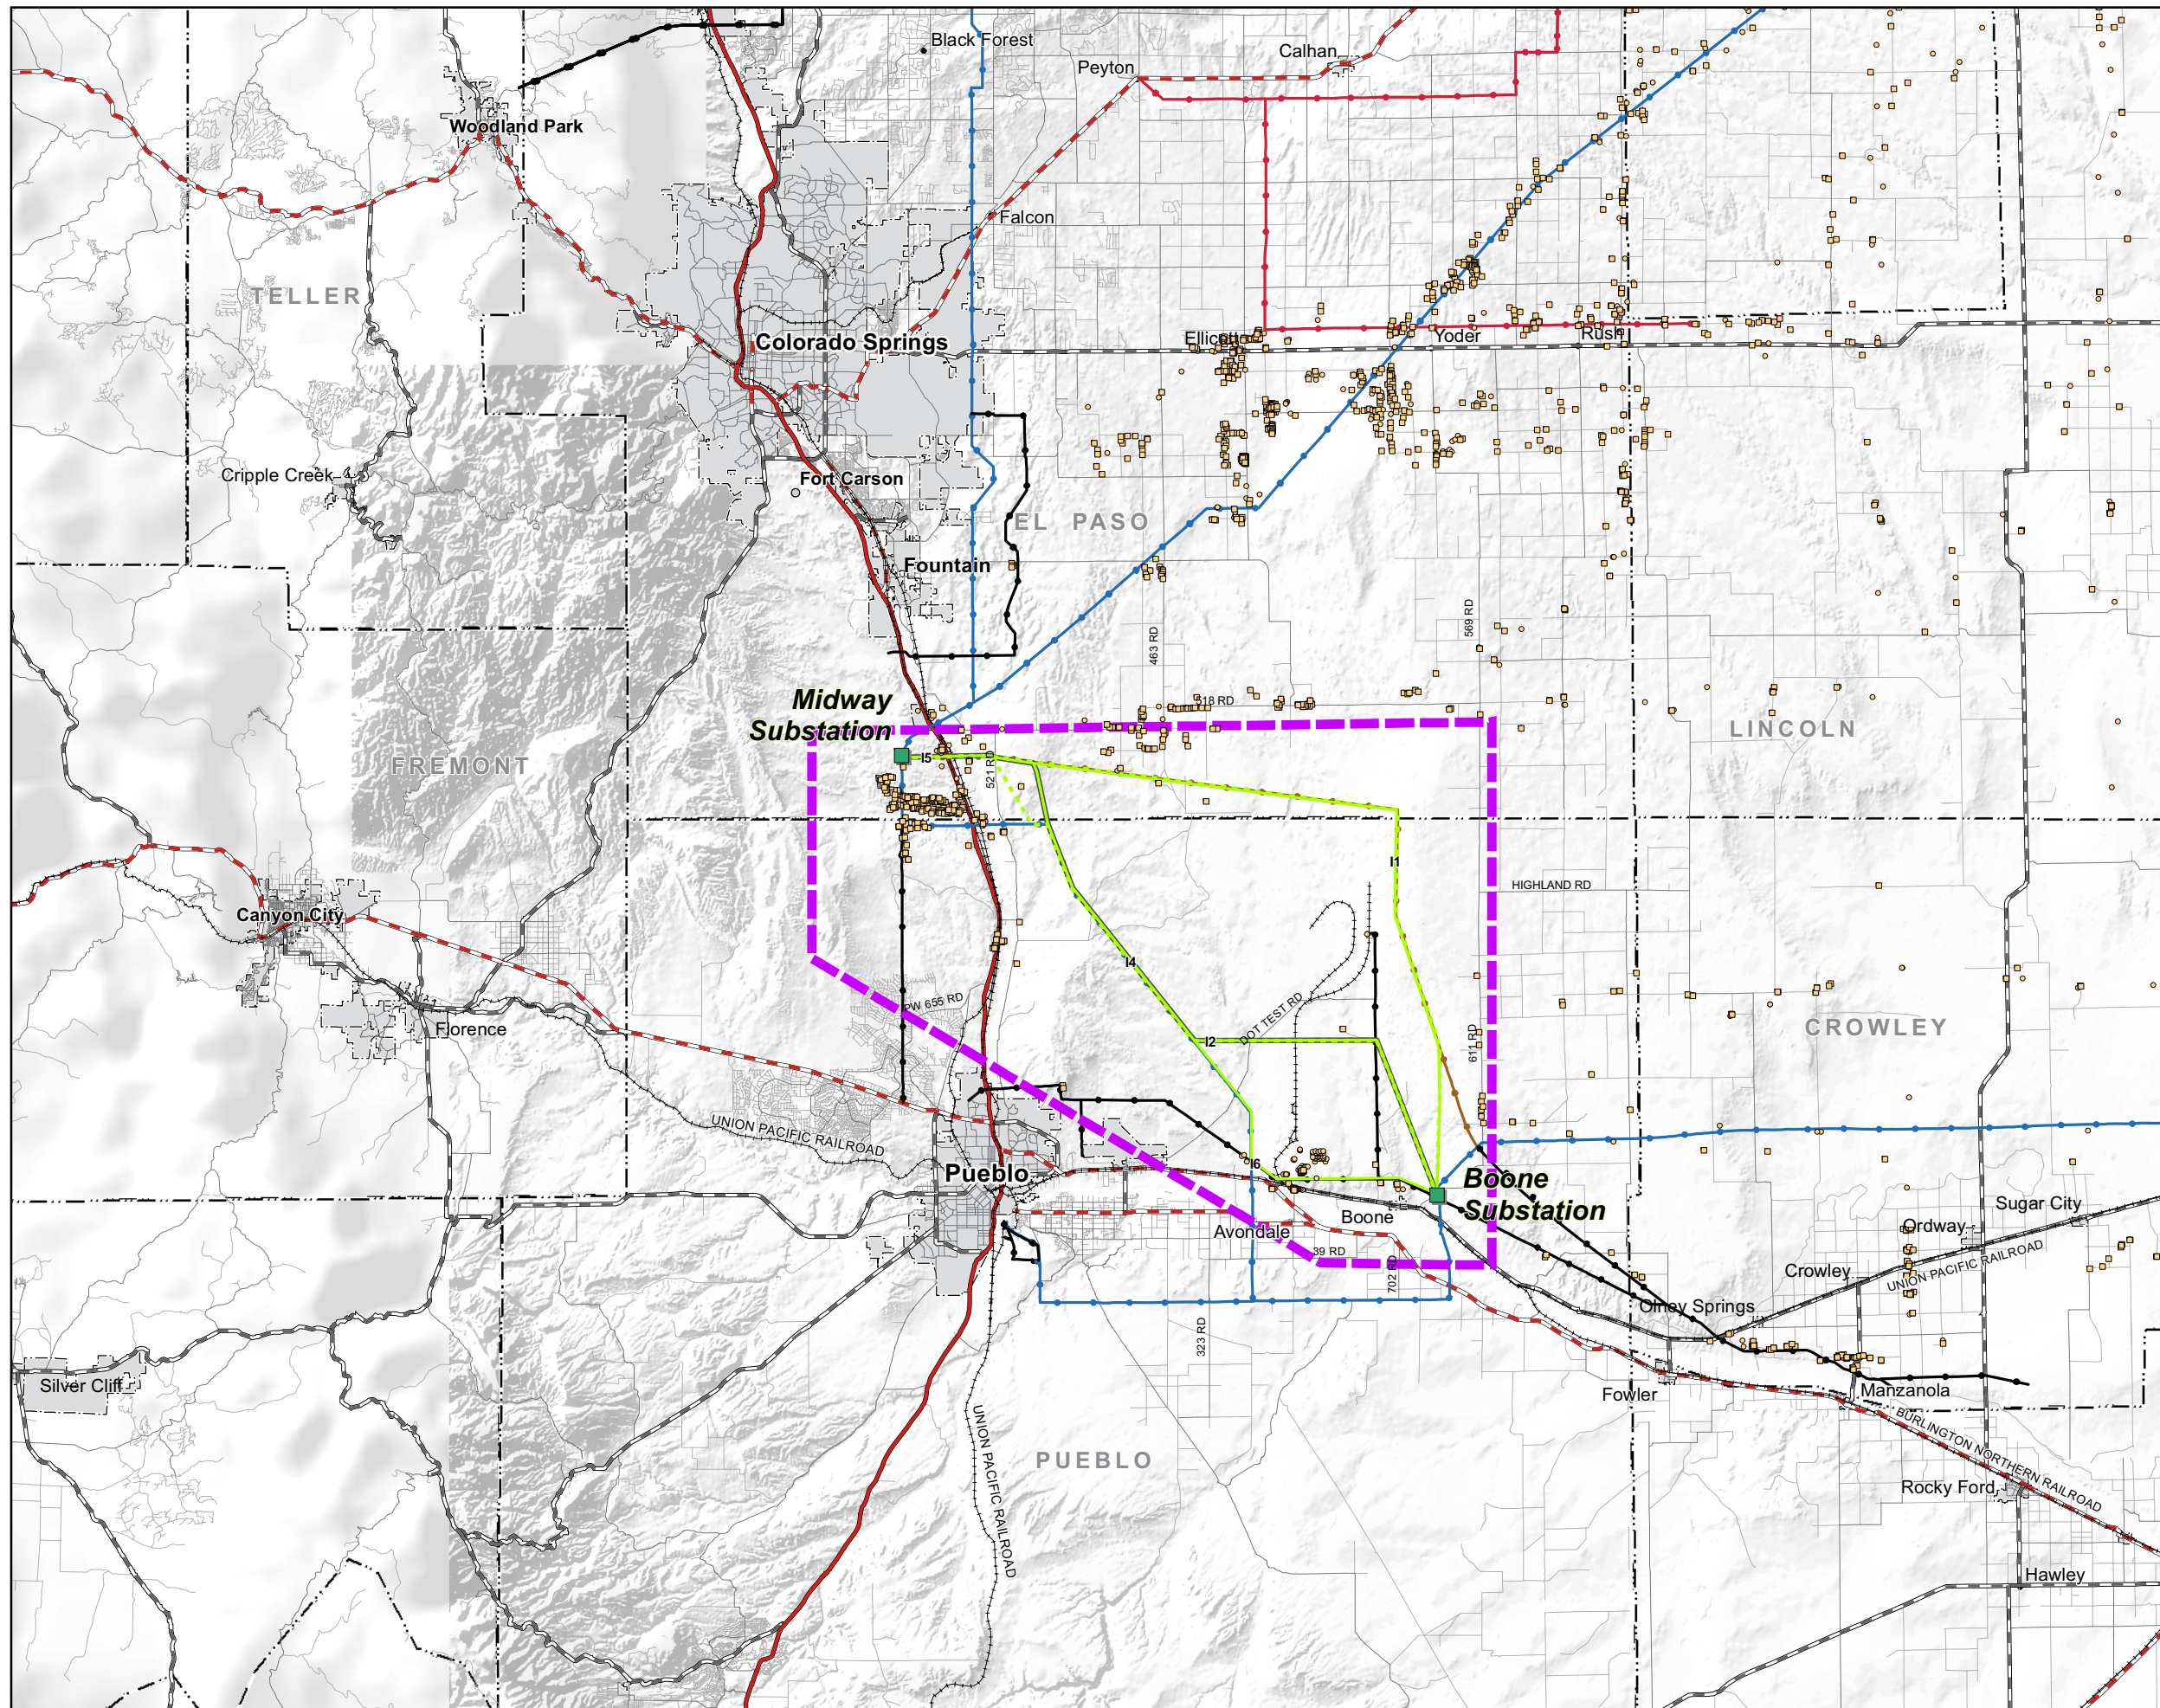 Black Forest
Calhan
Peyton
Woodland Park
Falcon
TELLER
Colorado Springs
Ellicott
Yoder
Rush
Cripple Creek
Fort Carson
EL PASO
Fountain
463 RD
569 RD
Midway
Substation
518 RD
LINCOLN
FREMONT
I5
521 RD
I1
HIGHLAND RD
Canyon City
I4
PW 655 RD
DOT TEST RD
CROWLEY
Florence
I2
611 RD
UNION PACIFIC RAILROAD
Pueblo
I6
Boone
Substation
Boone
Avondale
39 RD
702 RD
Sugar City
Ordway
UNION PACIFIC RAILROAD
Crowley
Olney Springs
323 RD
Silver Cliff
Fowler
Manzanola
BURLINGTON NORTHERN RAILROAD
UNION PACIFIC RAILROAD
PUEBLO
Rocky Ford
Hawley